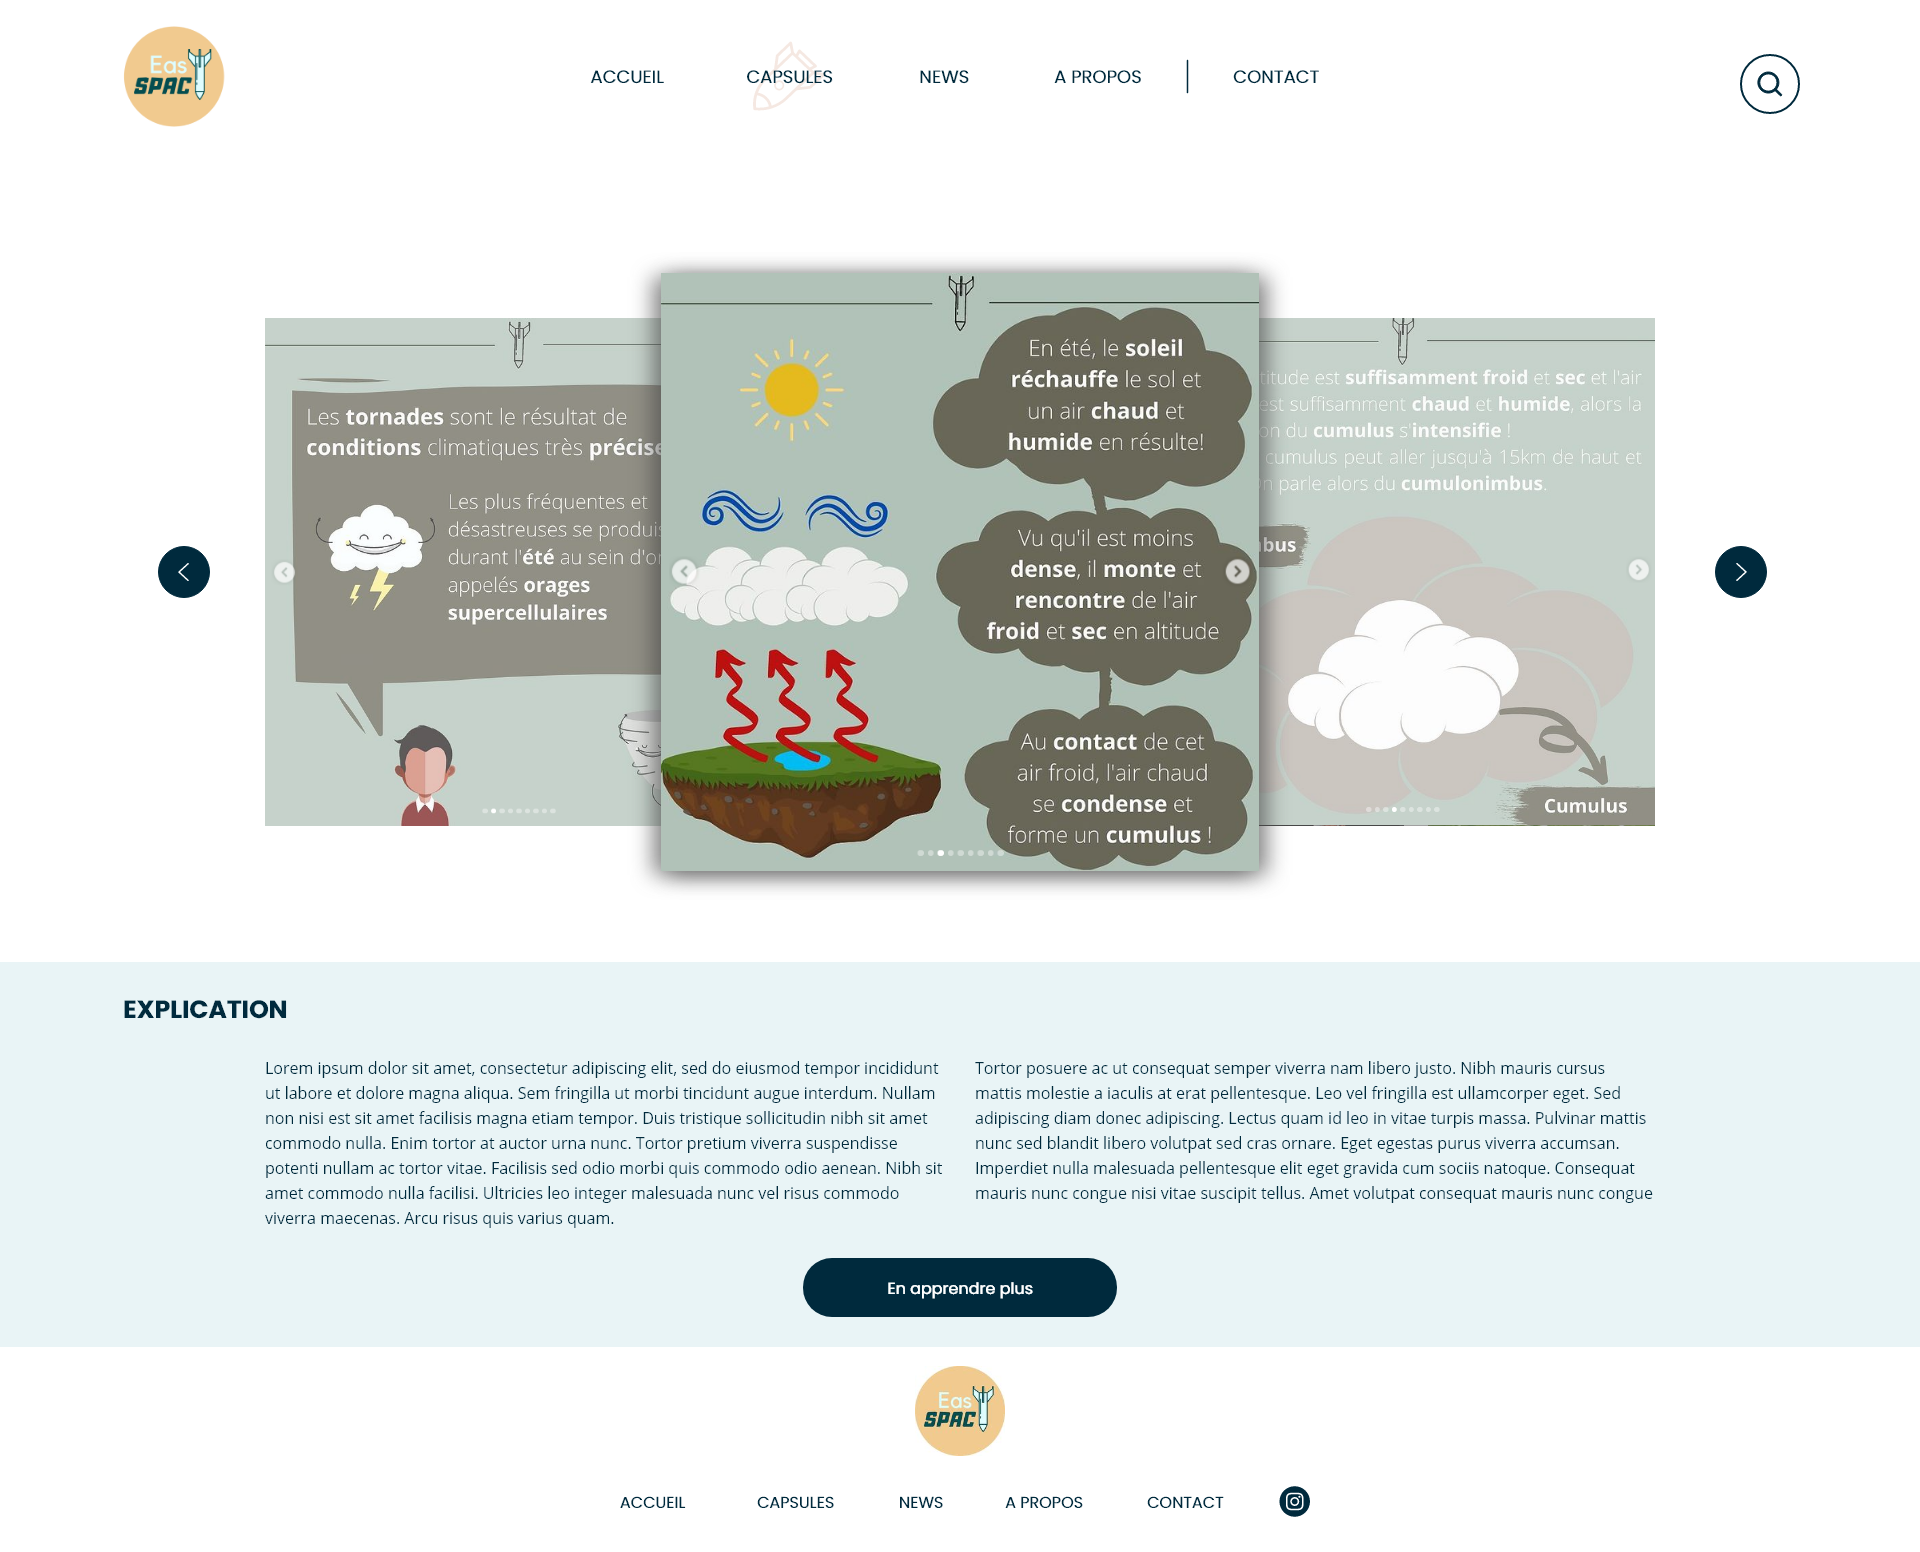 Eas
SPAC
ACCUEIL
CAPSULES
NEWS
A PROPOS
CONTACT
Les tornades sont le résultat de
conditions climatiques très précise
Les plus fréquentes et
désastreuses se produis
durant l'été au sein d'or
appelés orages
supercellulaires
En été, le soleil
réchauffe le sol et
un air chaud et
humide en résulte!
Vu qu'il est moins
dense, il monte et
rencontre de l'air
froid et sec en altitude
Au contact de cet
air froid, l'air chaud
se condense et
forme un cumulus !
titude est suffisamment froid et sec et l'air
est suffisamment chaud et humide, alors la
on du cumulus s'intensifie !
cumulus peut aller jusqu'à 15km de haut et
n parle alors du cumulonimbus.
bus
Cumulus
EXPLICATION
Lorem ipsum dolor sit amet, consectetur adipiscing elit, sed do eiusmod tempor incididunt
ut labore et dolore magna aliqua. Sem fringilla ut morbi tincidunt augue interdum. Nullam
non nisi est sit amet facilisis magna etiam tempor. Duis tristique sollicitudin nibh sit amet
commodo nulla. Enim tortor at auctor urna nunc. Tortor pretium viverra suspendisse
potenti nullam ac tortor vitae. Facilisis sed odio morbi quis commodo odio aenean. Nibh sit
amet commodo nulla facilisi. Ultricies leo integer malesuada nunc vel risus commodo
viverra maecenas. Arcu risus quis varius quam.
Tortor posuere ac ut consequat semper viverra nam libero justo. Nibh mauris cursus
mattis molestie a iaculis at erat pellentesque. Leo vel fringilla est ullamcorper eget. Sed
adipiscing diam donec adipiscing. Lectus quam id leo in vitae turpis massa. Pulvinar mattis
nunc sed blandit libero volutpat sed cras ornare. Eget egestas purus viverra accumsan.
Imperdiet nulla malesuada pellentesque elit eget gravida cum sociis natoque. Consequat
mauris nunc congue nisi vitae suscipit tellus. Amet volutpat consequat mauris nunc congue
En apprendre plus
Eas
SPAC
ACCUEIL
CAPSULES
NEWS
A PROPOS
CONTACT